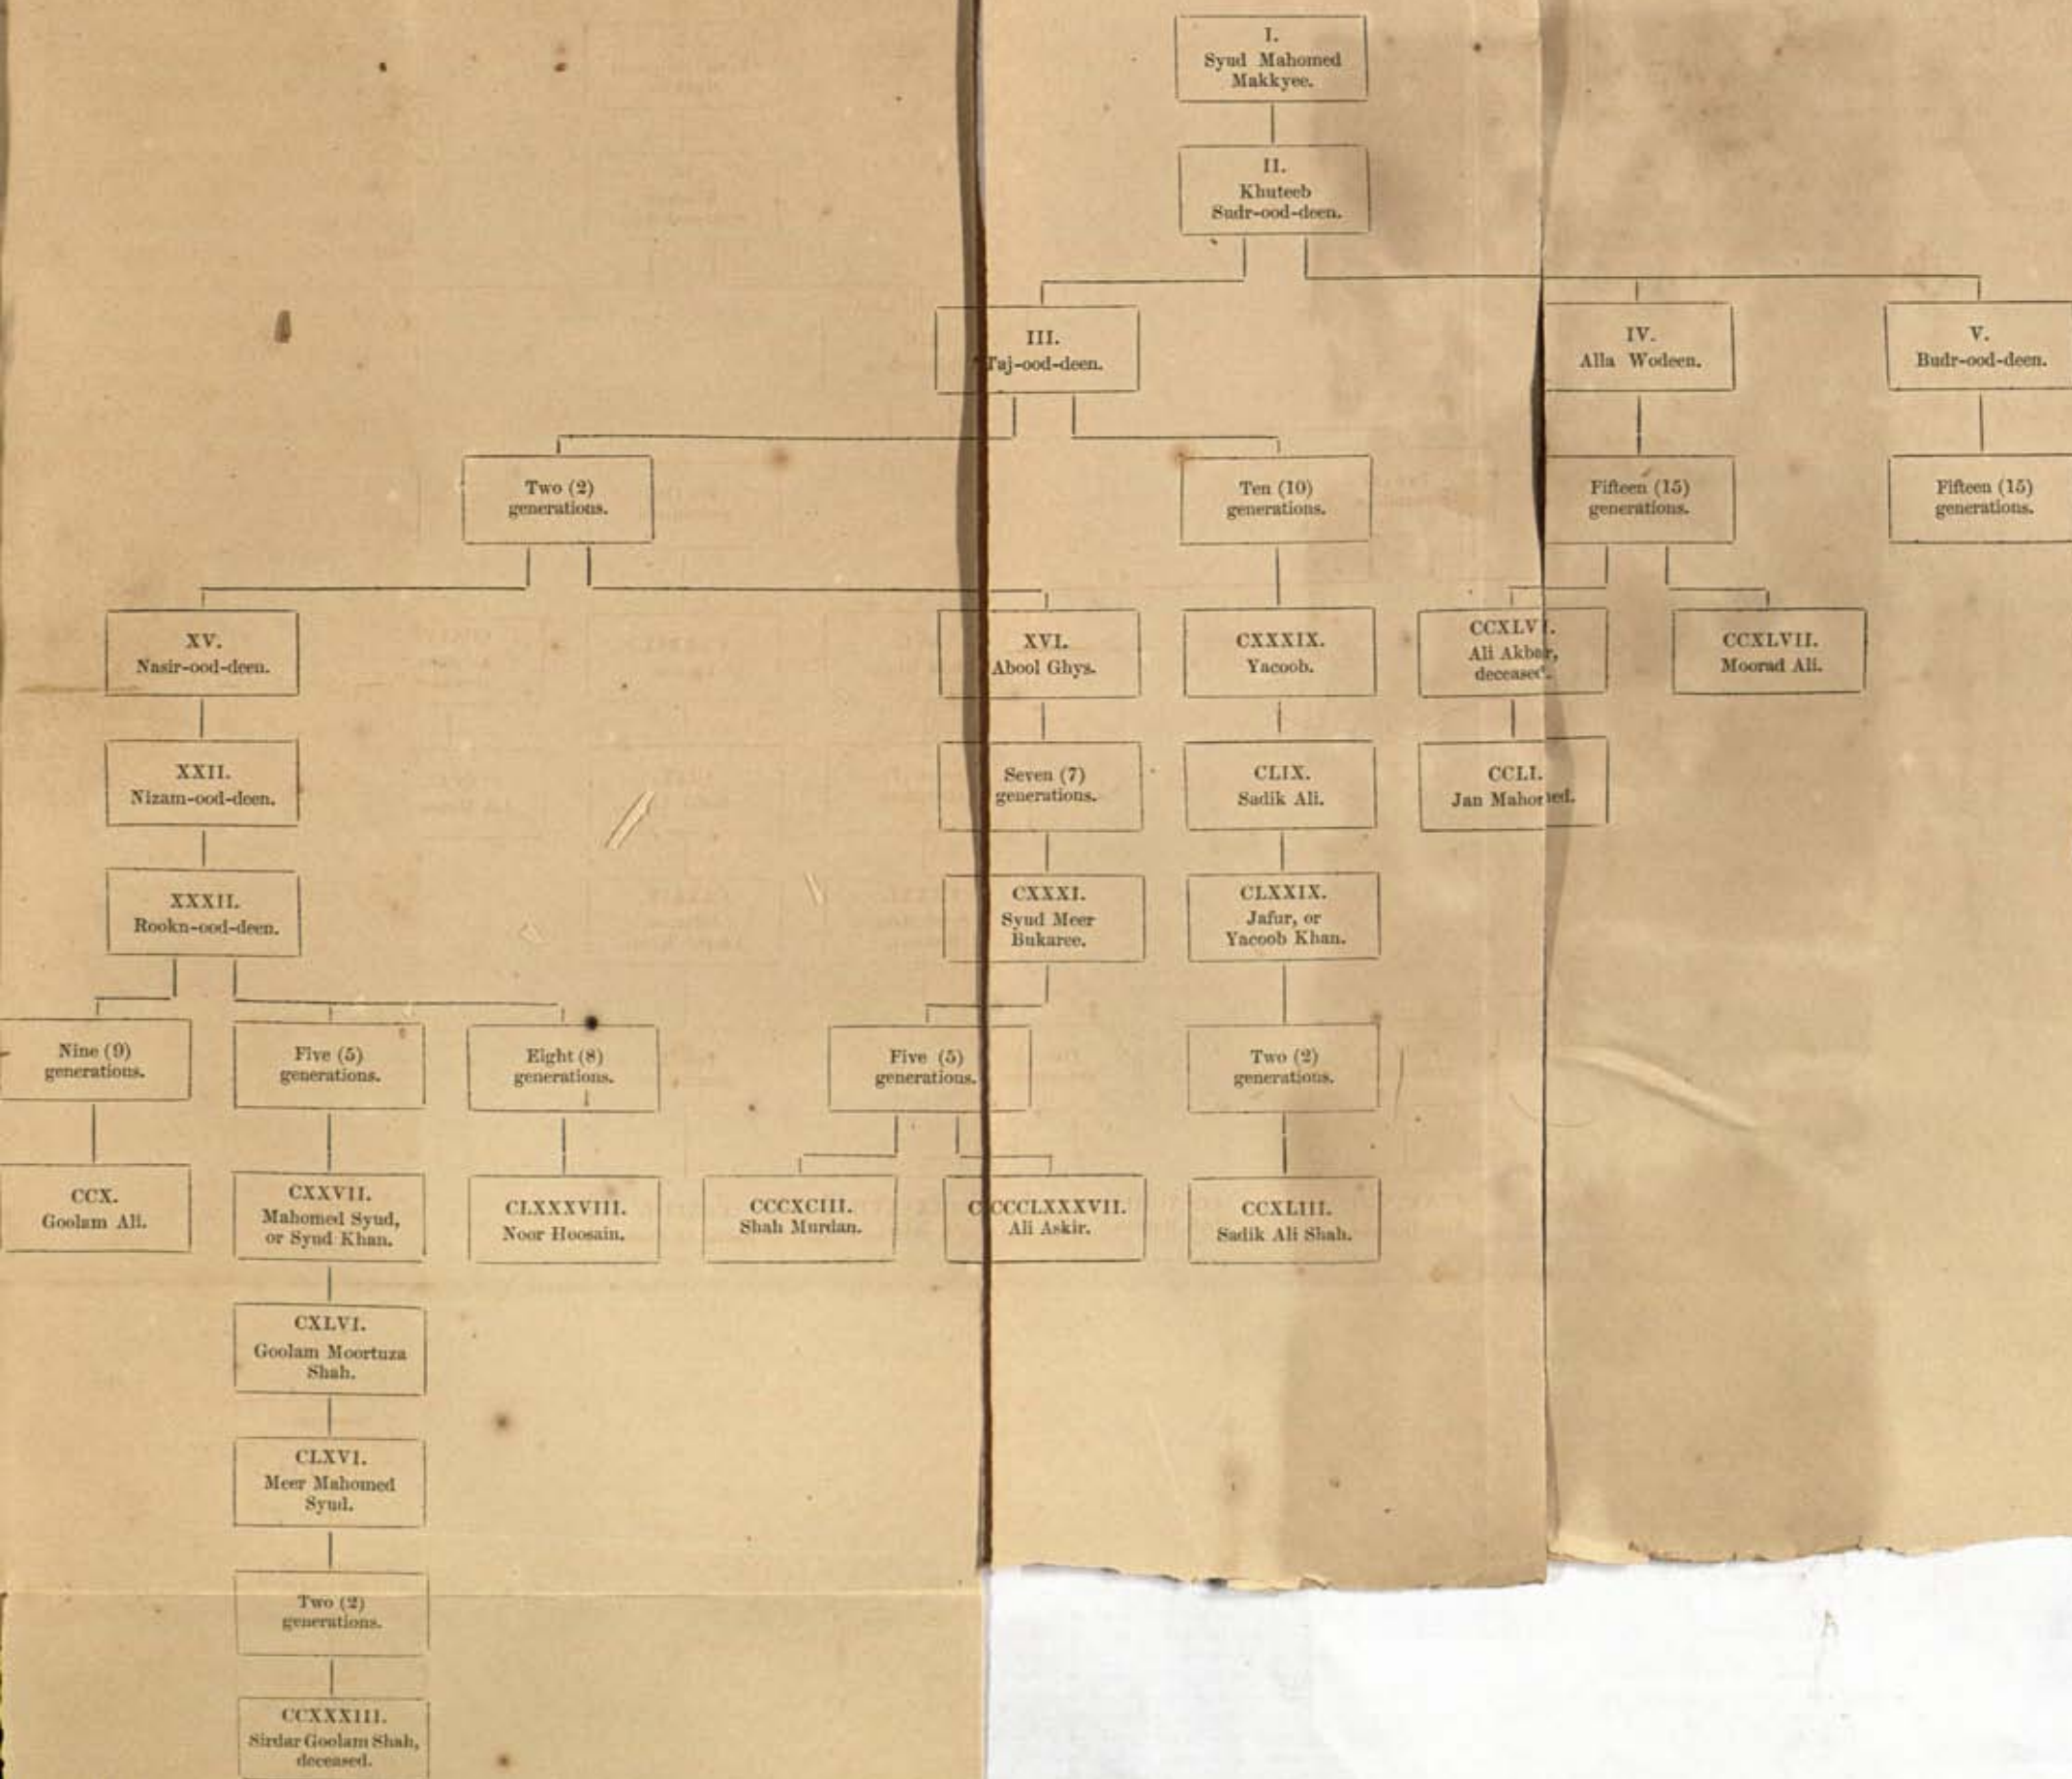 I.
Syud Mahomed
Makkyee.
II.
Khuteeb
Sudr-ood-deen.
III.
Taj-ood-deen.
IV.
Alla Wodeen.
V.
Budr-ood-deen.
Two (2)
generations.
Ten (10)
generations.
Fifteen (15)
generations.
Fifteen (15)
generations.
XV.
Nasir-ood-deen.
XVI.
Abool Ghys.
CXXXIX.
Yacoob.
CCXLVI.
Ali Akbar,
deceased.
CCXLVII.
Moorad Ali.
XXII.
Nizam-ood-deen.
Seven (7)
generations.
CLIX.
Sadik Ali.
CCLI.
Jan Mahomed.
XXXII.
Rookn-ood-deen.
CXXXI.
Syud Meer
Bukaree.
CLXXIX.
Jafur, or
Yacoob Khan.
Nine (9)
generations.
Five (5)
generations.
Eight (8)
generations.
Five (5)
generations.
Two (2)
generations.
CCX.
Goolam Ali.
CXXVII.
Mahomed Syud,
or Syud Khan.
CLXXXVIII.
Noor Hoosain.
CCCXCIII.
Shah Murdan.
CCCCLXXXVII.
Ali Askir.
CCXLIII.
Sadik Ali Shah.
CXLVI.
Goolam Moortuza
Shah.
CLXVI.
Meer Mahomed
Syud.
Two (2)
generations.
CCXXXIII.
Sirdar Goolam Shah,
deceased.